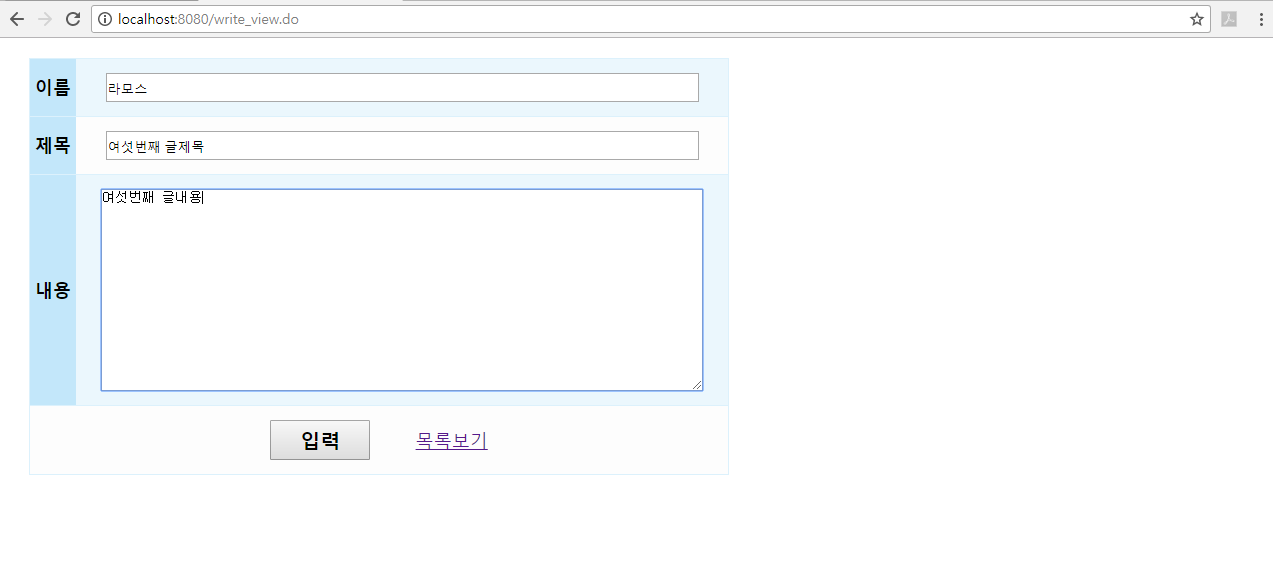 localhost:8080/write_view.do
이름 라모스
제목 여섯번째 글제목
내용 여섯번째 글내용
입력 목록보기